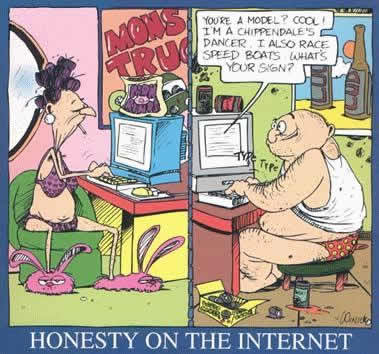 MONS
TRUC
YOU'RE A MODEL? COOL!
I'M A CHIPPENDALE'S
DANCER. I ALSO RACE
SPEED BOATS. WHAT'S
YOUR SIGN?
TYPE TYPE
HONESTY ON THE INTERNET